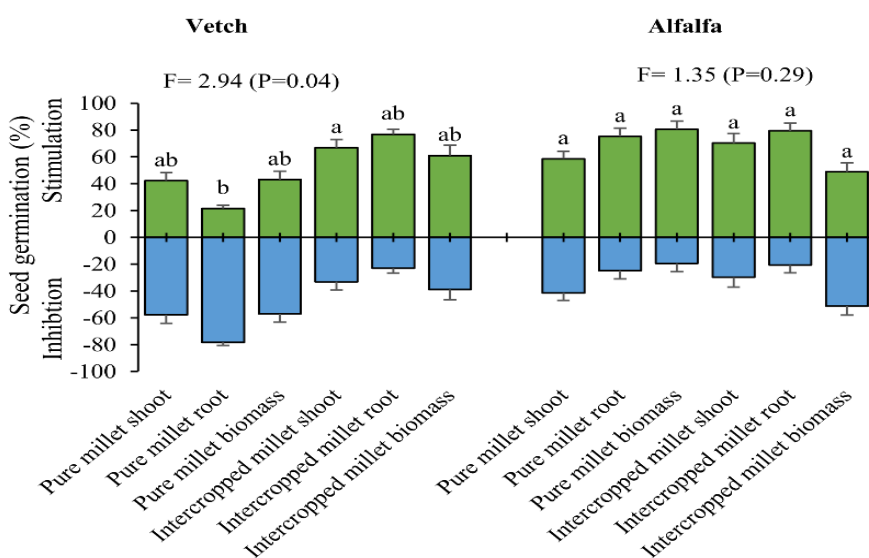 Vetch
Alfalfa
F= 2.94 (P=0.04)
F= 1.35 (P=0.29)
Seed germination (%)
Stimulation
Inhibtion
100
80
60
40
20
0
-20
-40
-60
-80
-100
ab
b
ab
a
ab
ab
a
a
a
a
a
a
Pure millet shoot
Pure millet root
Pure millet biomass
Intercropped millet shoot
Intercropped millet root
Intercropped millet biomass
Pure millet shoot
Pure millet root
Pure millet biomass
Intercropped millet shoot
Intercropped millet root
Intercropped millet biomass